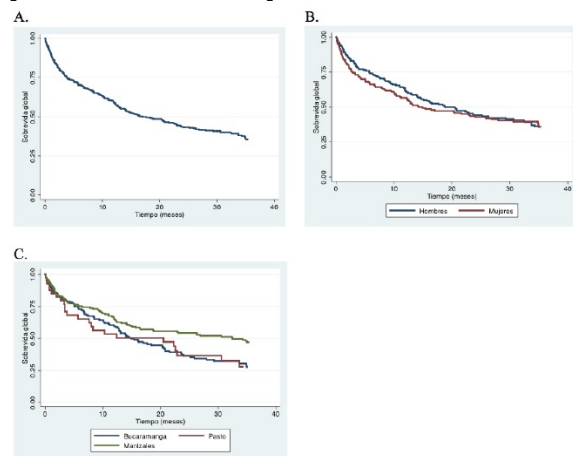 A.
Sobrevida global
1.00
0.75
0.50
0.25
0.00
0 10 20 30 40
Tiempo (meses)
B.
Sobrevida global
1.00
0.75
0.50
0.25
0.00
0 10 20 30 40
Tiempo (meses)
Hombres Mujeres
C.
Sobrevida global
1.00
0.75
0.50
0.25
0.00
0 10 20 30 40
Tiempo (meses)
Bucaramanga Pasto
Manizales